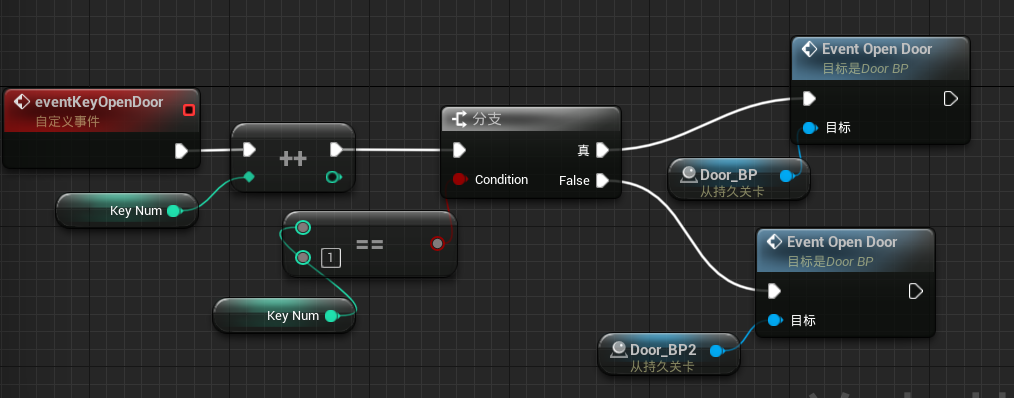 Event Open Door
目标是Door BP
目标
eventKeyOpenDoor
自定义事件
++
分支
真
Condition
False
Door_BP
从持久关卡
Key Num
==
1
Event Open Door
目标是Door BP
目标
Key Num
Door_BP2
从持久关卡